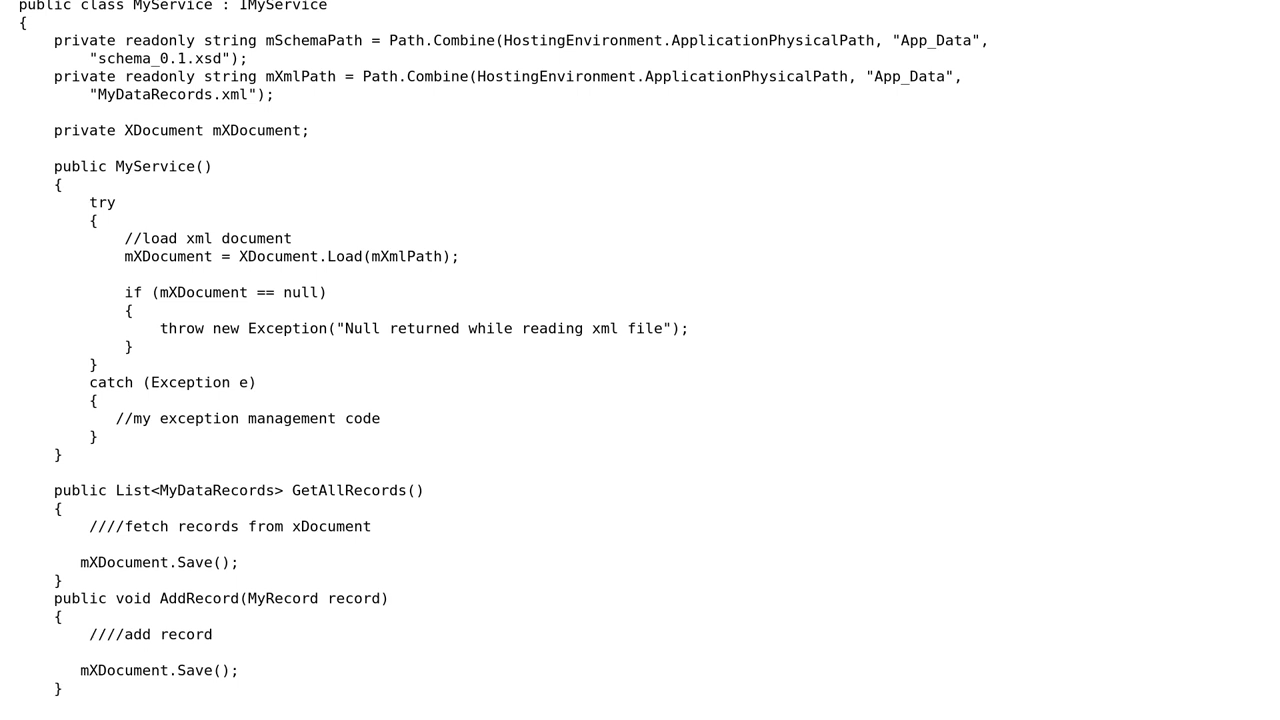 public class MyService : IMyService
{
    private readonly string mSchemaPath = Path.Combine(HostingEnvironment.ApplicationPhysicalPath, "App_Data",
        "schema_0.1.xsd");
    private readonly string mXmlPath = Path.Combine(HostingEnvironment.ApplicationPhysicalPath, "App_Data",
        "MyDataRecords.xml");

    private XDocument mXDocument;

    public MyService()
    {
        try
        {
            //load xml document
            mXDocument = XDocument.Load(mXmlPath);

            if (mXDocument == null)
            {
                throw new Exception("Null returned while reading xml file");
            }
        }
        catch (Exception e)
        {
           //my exception management code
        }
    }

    public List<MyDataRecords> GetAllRecords()
    {
        ////fetch records from xDocument

       mXDocument.Save();
    }
    public void AddRecord(MyRecord record)
    {
        ////add record

       mXDocument.Save();
    }